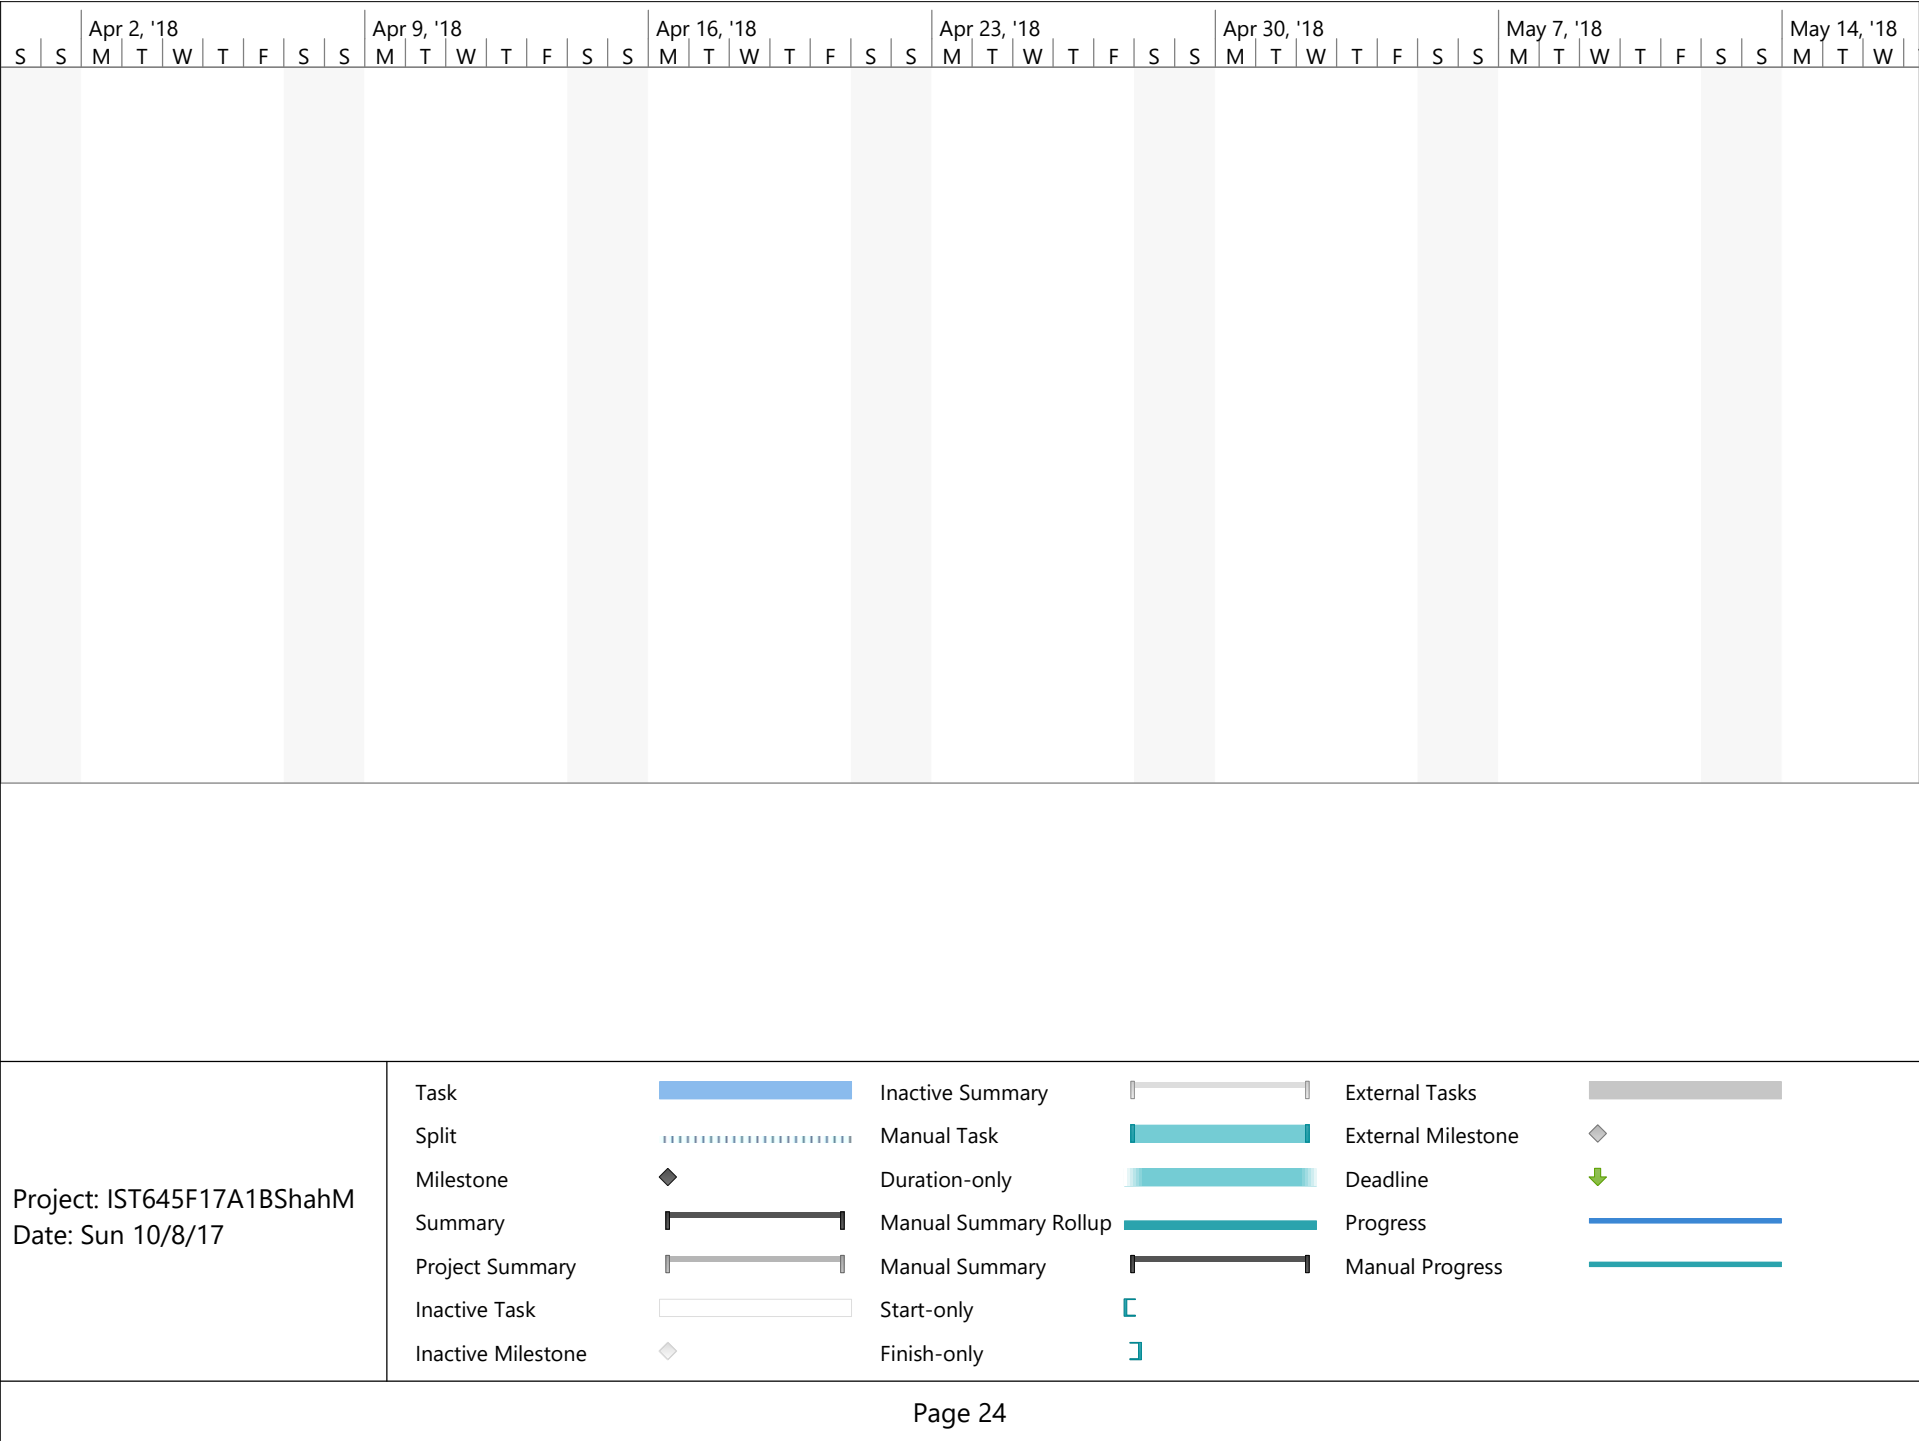 Apr 2, '18 Apr 9, '18 Apr 16, '18 Apr 23, '18 Apr 30, '18 May 7, '18 May 14, '18
S S M T W T F S S M T W T F S S M T W T F S S M T W T F S S M T W T F S S M T W T F S S M T W
Task Inactive Summary External Tasks
Split Manual Task External Milestone
Milestone Duration-only Deadline
Project: IST645F17A1BShahM
Summary Manual Summary Rollup Progress
Date: Sun 10/8/17
Project Summary Manual Summary Manual Progress
Inactive Task Start-only
Inactive Milestone Finish-only
Page 24